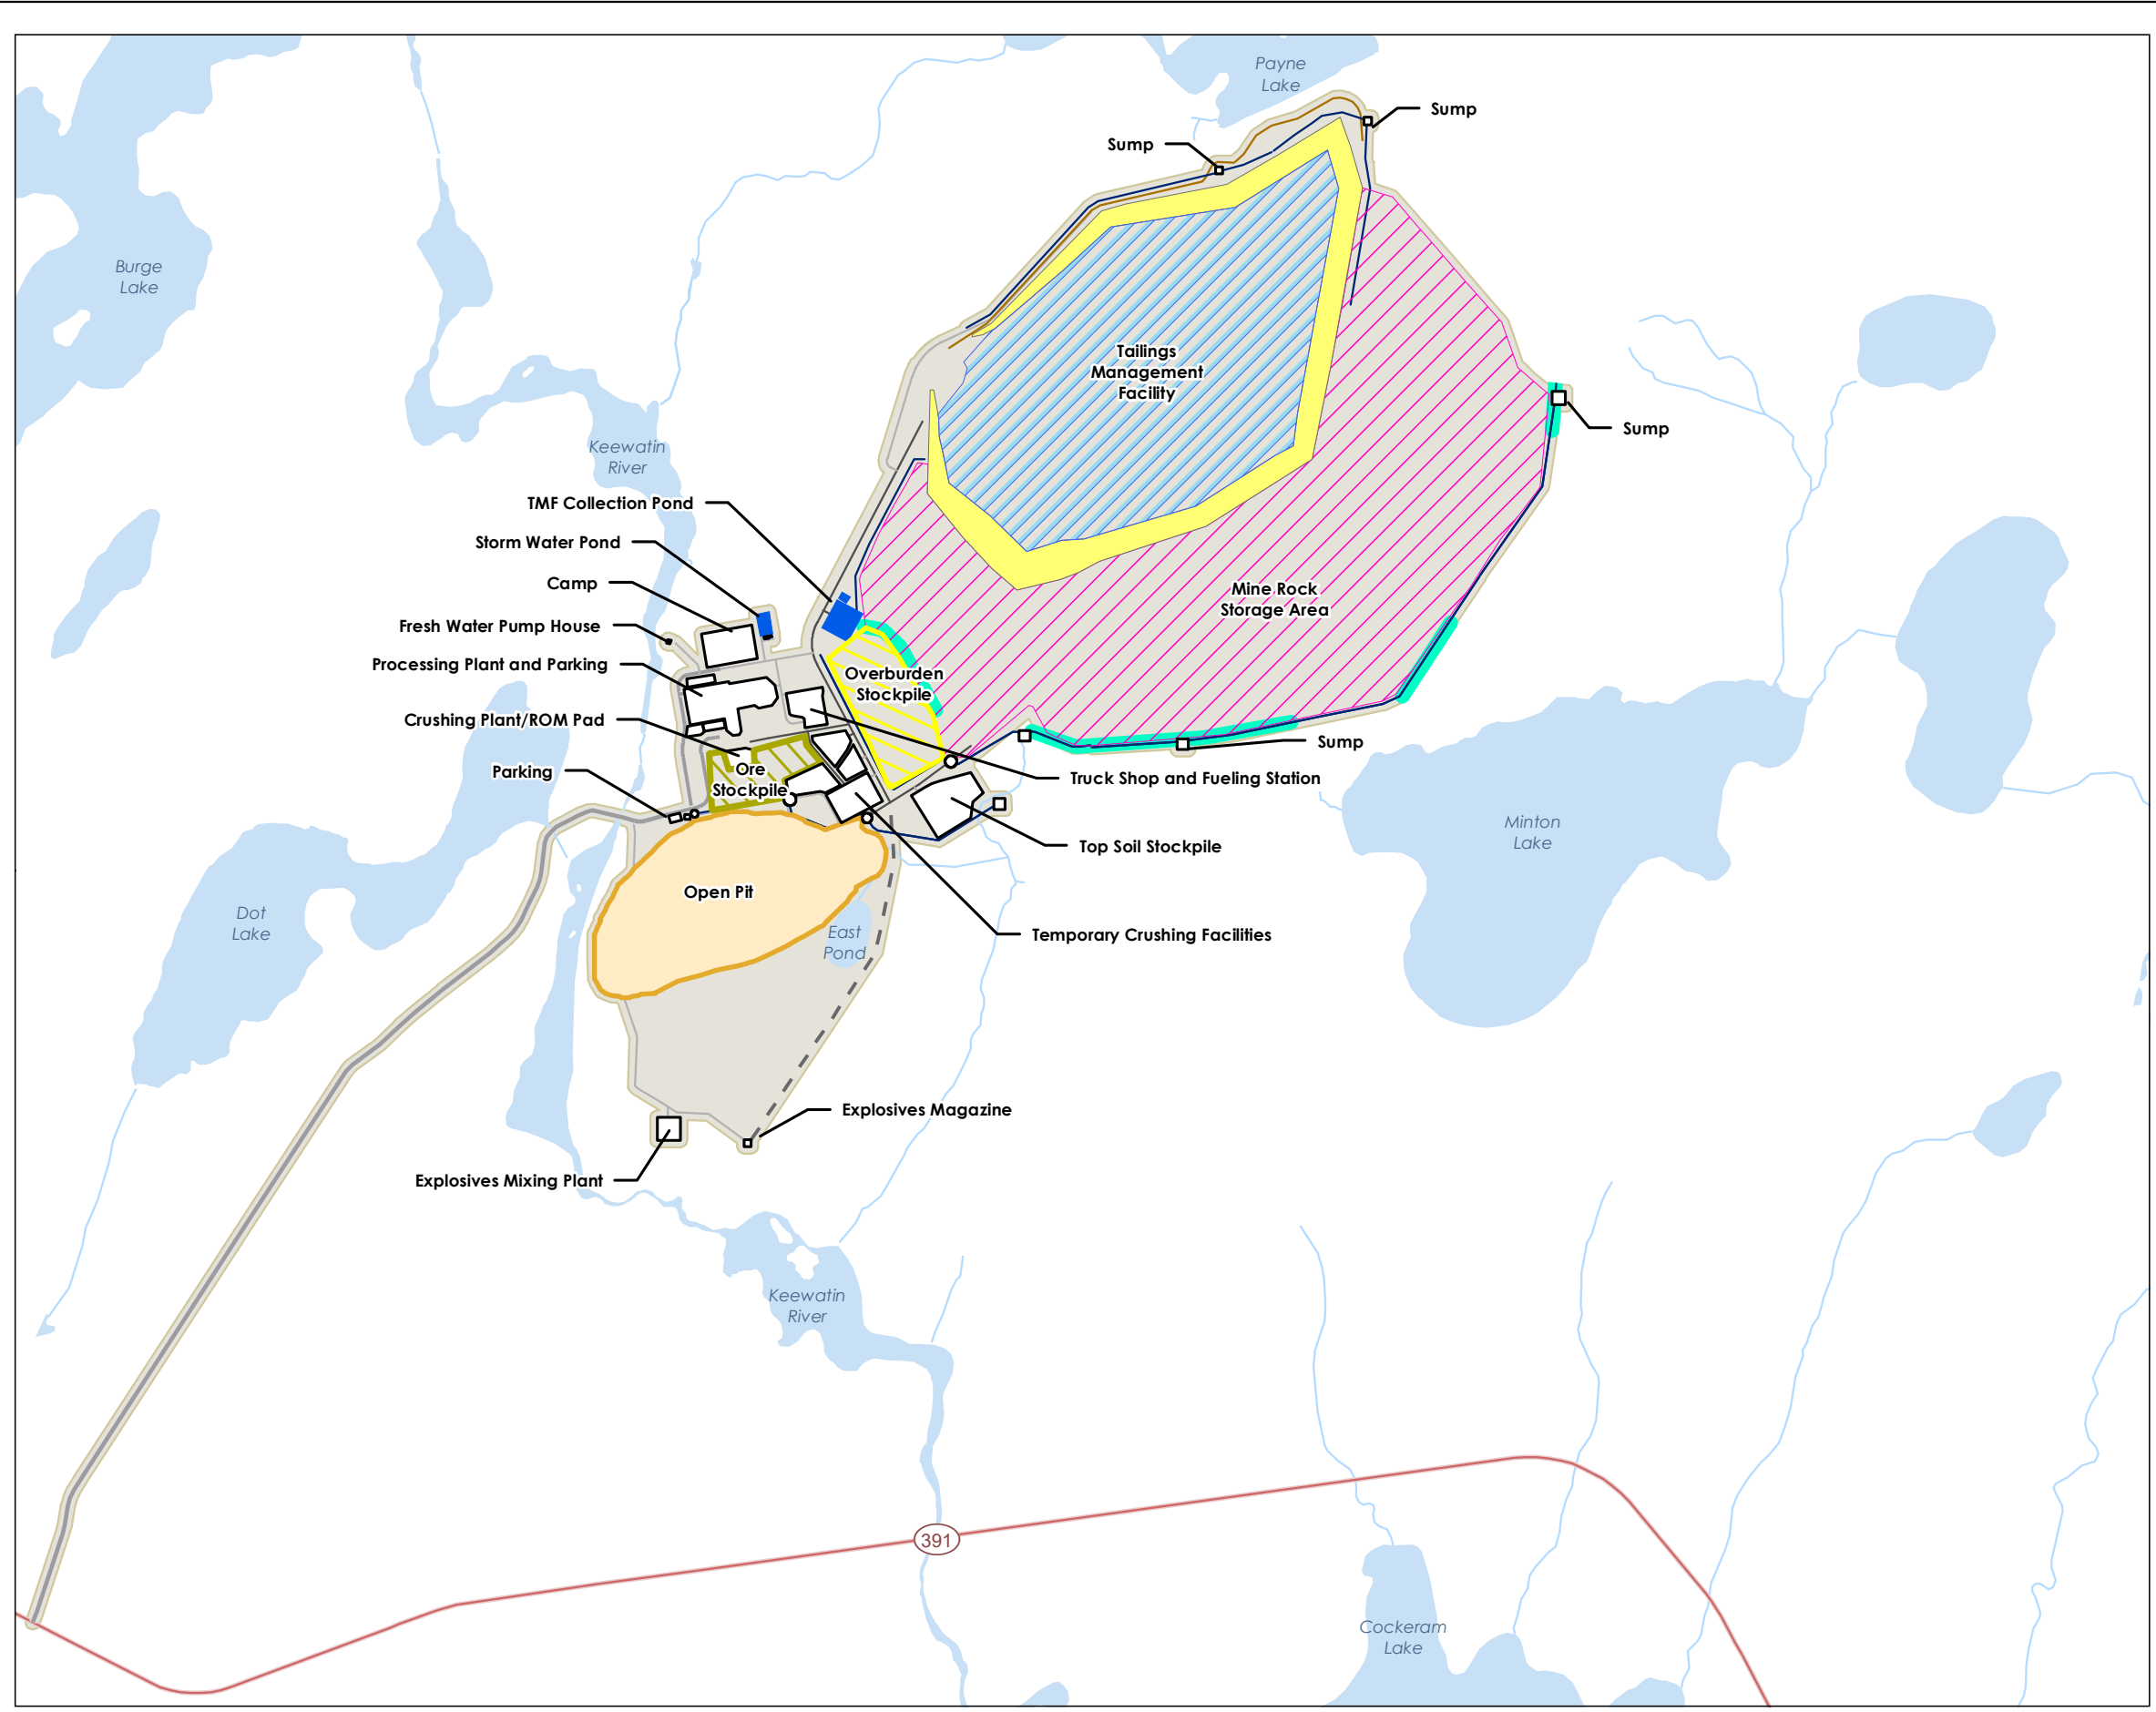 Payne
Lake
Sump
Sump
Burge
Lake
Tailings
Management
Facility
Sump
Keewatin
River
TMF Collection Pond
Storm Water Pond
Camp
Mine Rock
Storage Area
Fresh Water Pump House
Processing Plant and Parking
Overburden
Stockpile
Crushing Plant/ROM Pad
Sump
Parking
Ore
Stockpile
Truck Shop and Fueling Station
Minton
Lake
Top Soil Stockpile
Open Pit
Dot
Lake
East
Pond
Temporary Crushing Facilities
Explosives Magazine
Explosives Mixing Plant
Keewatin
River
391
Cockeram
Lake